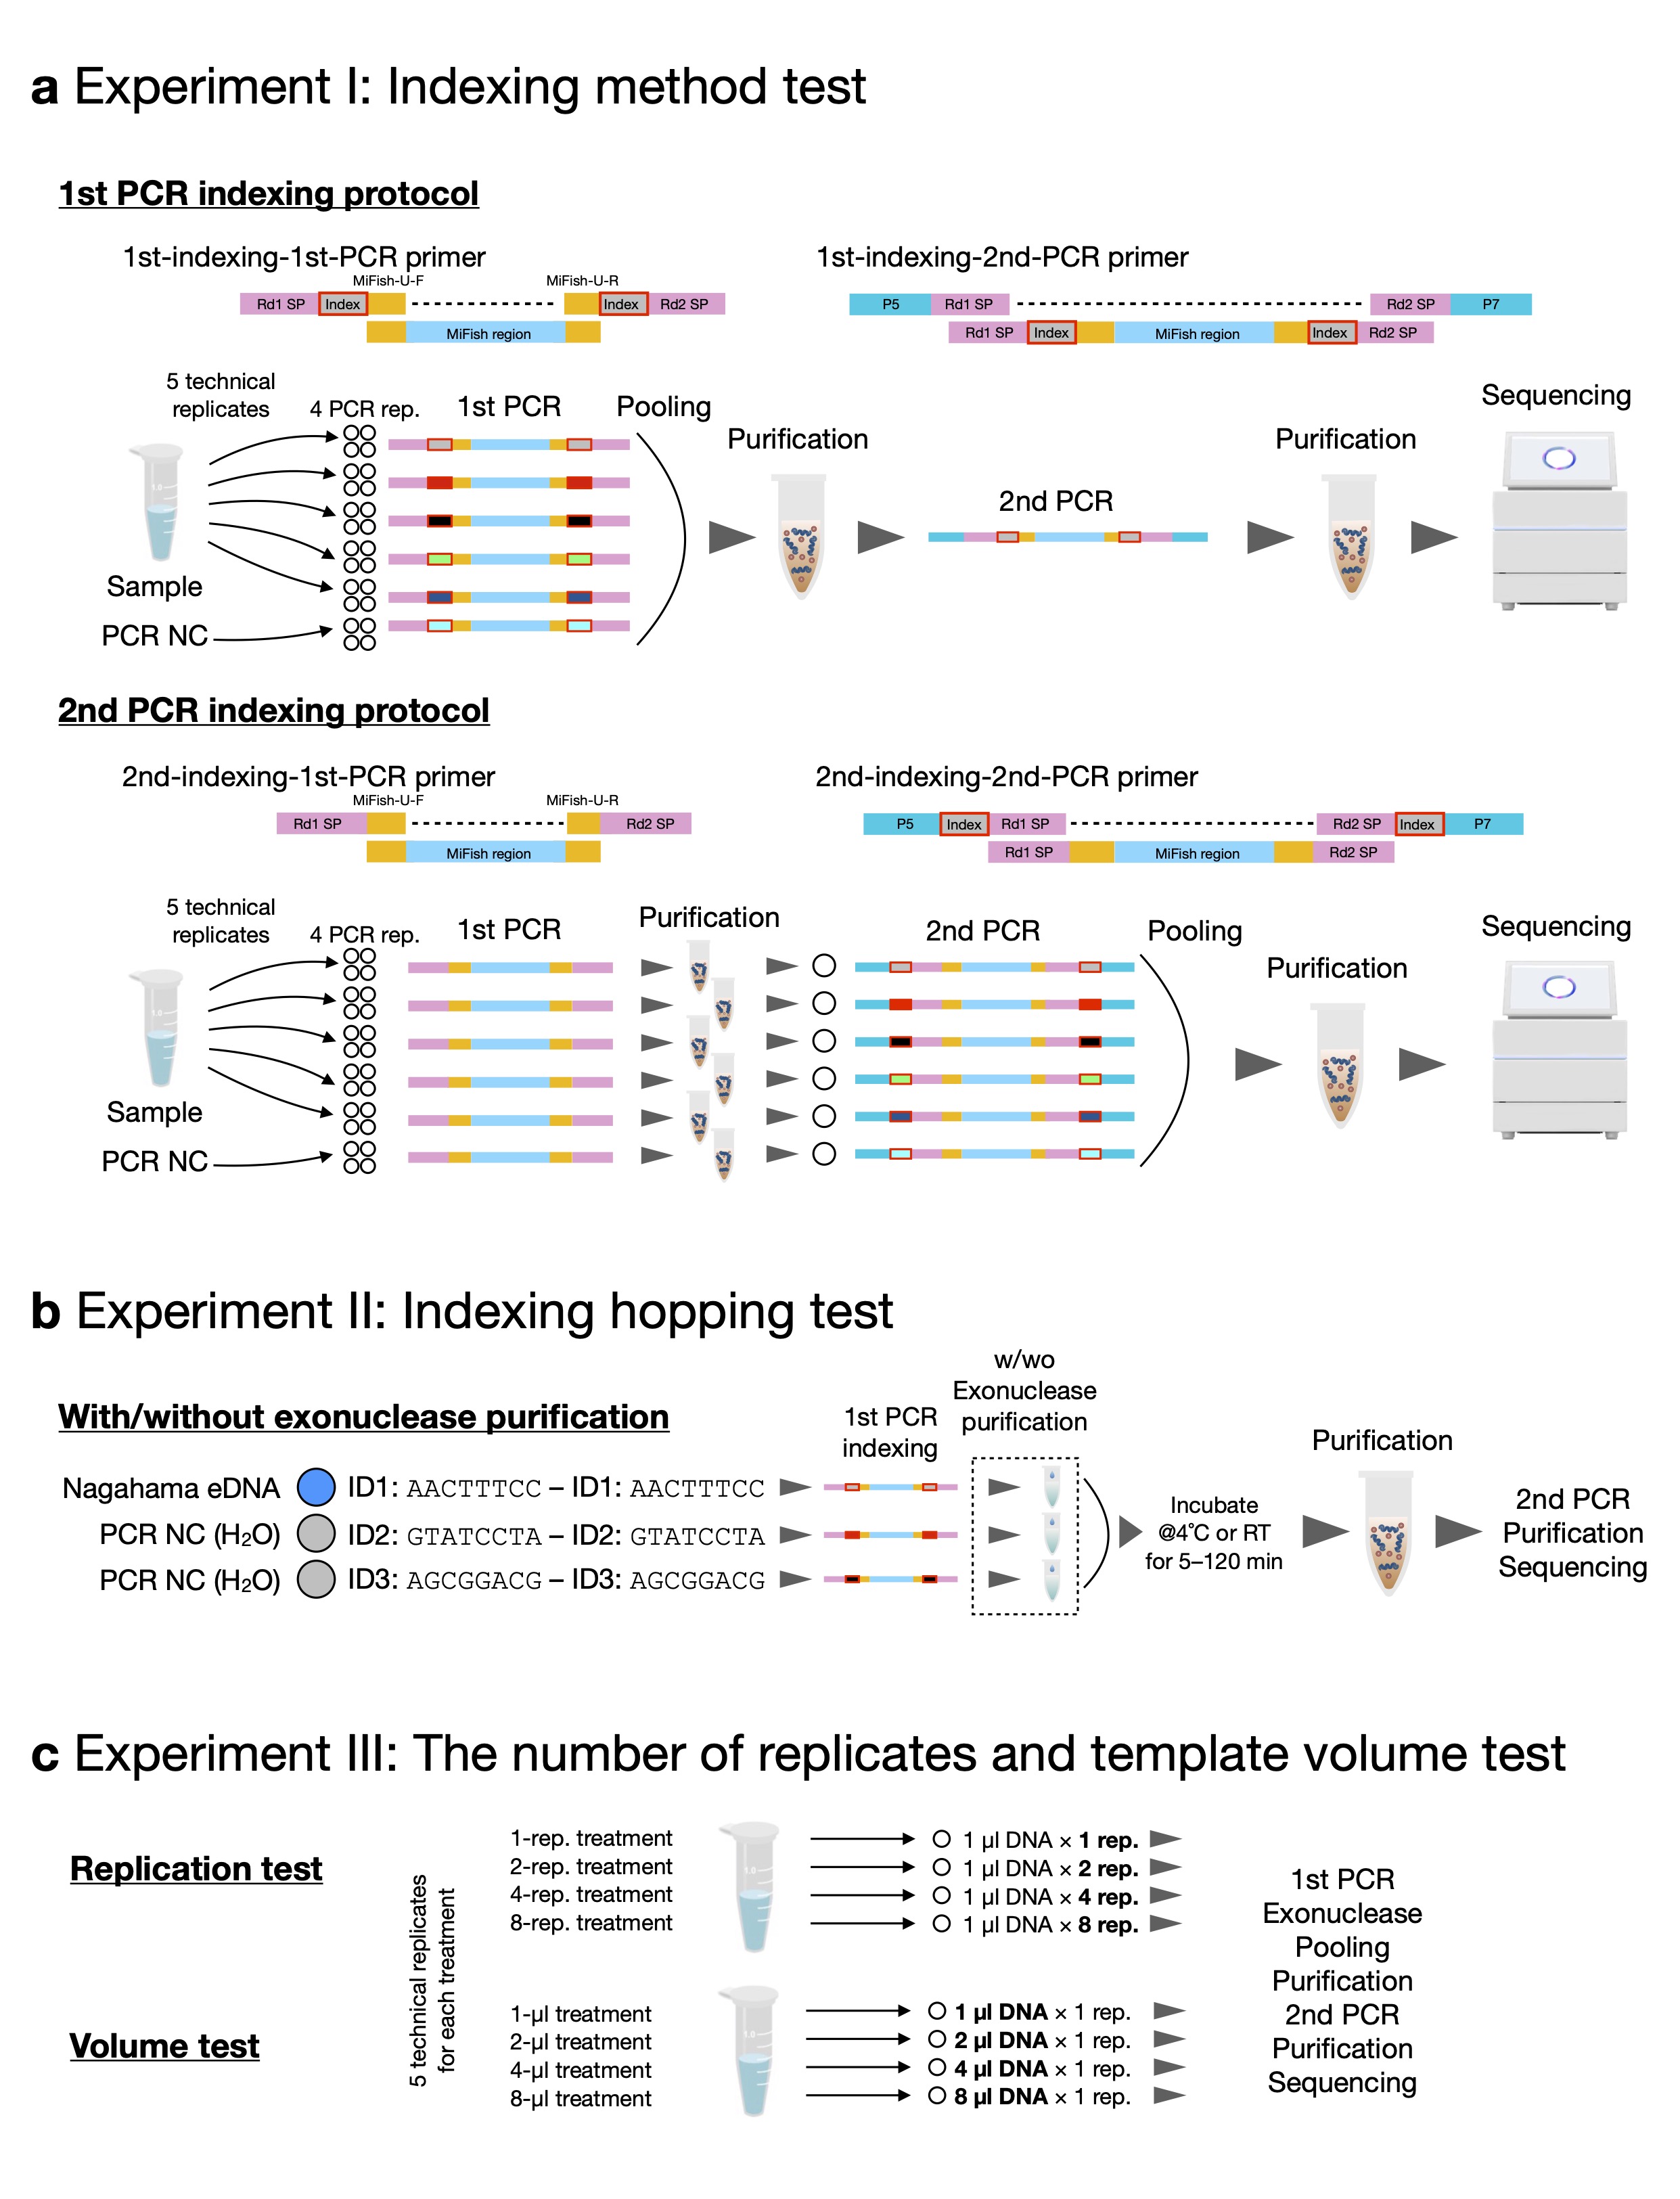 a Experiment I: Indexing method test
1st PCR indexing protocol
1st-indexing-1st-PCR primer
MiFish-U-F
MiFish-U-R
Rd1 SP
Index
Index
Rd2 SP
MiFish region
1st-indexing-2nd-PCR primer
P5
Rd1 SP
Rd2 SP
P7
Rd1 SP
Index
MiFish region
Index
Rd2 SP
5 technical
replicates
4 PCR rep.
1st PCR
Pooling
Purification
2nd PCR
Purification
Sequencing
1.0
Sample
PCR NC
2nd PCR indexing protocol
2nd-indexing-1st-PCR primer
MiFish-U-F
MiFish-U-R
Rd1 SP
Rd2 SP
MiFish region
2nd-indexing-2nd-PCR primer
P5
Index
Rd1 SP
Rd2 SP
Index
P7
Rd1 SP
MiFish region
Rd2 SP
5 technical
replicates
4 PCR rep.
1st PCR
Purification
2nd PCR
Pooling
Purification
Sequencing
1.0
Sample
PCR NC
b Experiment II: Indexing hopping test
With/without exonuclease purification
1st PCR
indexing
w/wo
Exonuclease
purification
Purification
Nagahama eDNA ID1: AACTTTCC – ID1: AACTTTCC
PCR NC (H₂O) ID2: GTATCCTA – ID2: GTATCCTA
PCR NC (H₂O) ID3: AGCGGACG – ID3: AGCGGACG
Incubate
@4˚C or RT
for 5–120 min
2nd PCR
Purification
Sequencing
c Experiment III: The number of replicates and template volume test
Replication test
5 technical replicates
for each treatment
1-rep. treatment
2-rep. treatment
4-rep. treatment
8-rep. treatment
1.0
1 µl DNA × 1 rep.
1 µl DNA × 2 rep.
1 µl DNA × 4 rep.
1 µl DNA × 8 rep.
Volume test
1-µl treatment
2-µl treatment
4-µl treatment
8-µl treatment
1.0
1 µl DNA × 1 rep.
2 µl DNA × 1 rep.
4 µl DNA × 1 rep.
8 µl DNA × 1 rep.
1st PCR
Exonuclease
Pooling
Purification
2nd PCR
Purification
Sequencing